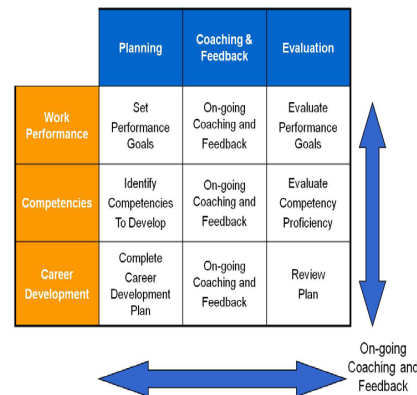 Planning
Coaching &
Feedback
Evaluation
Work
Performance
Set
Performance
Goals
On-going
Coaching and
Feedback
Evaluate
Performance
Goals
Competencies
Identify
Competencies
To Develop
On-going
Coaching and
Feedback
Evaluate
Competency
Proficiency
Career
Development
Complete
Career
Development
Plan
On-going
Coaching and
Feedback
Review
Plan
On-going
Coaching and
Feedback